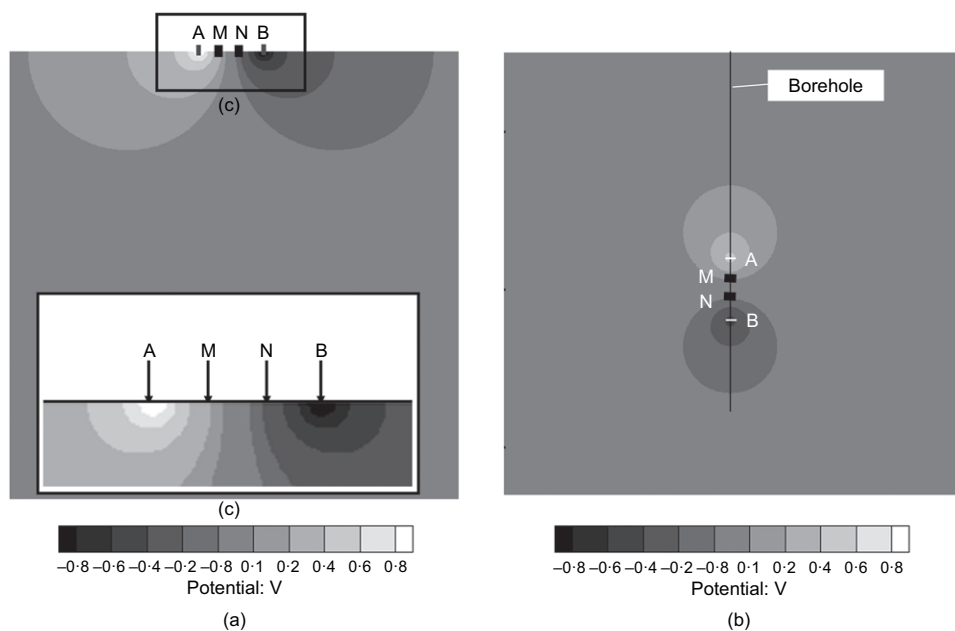 A M N B
(c)
A M N B
(c)
–0·8 –0·6 –0·4 –0·2 –0·8 0·1 0·2 0·4 0·6 0·8
Potential: V
(a)
Borehole
A
M
N
B
–0·8 –0·6 –0·4 –0·2 –0·8 0·1 0·2 0·4 0·6 0·8
Potential: V
(b)